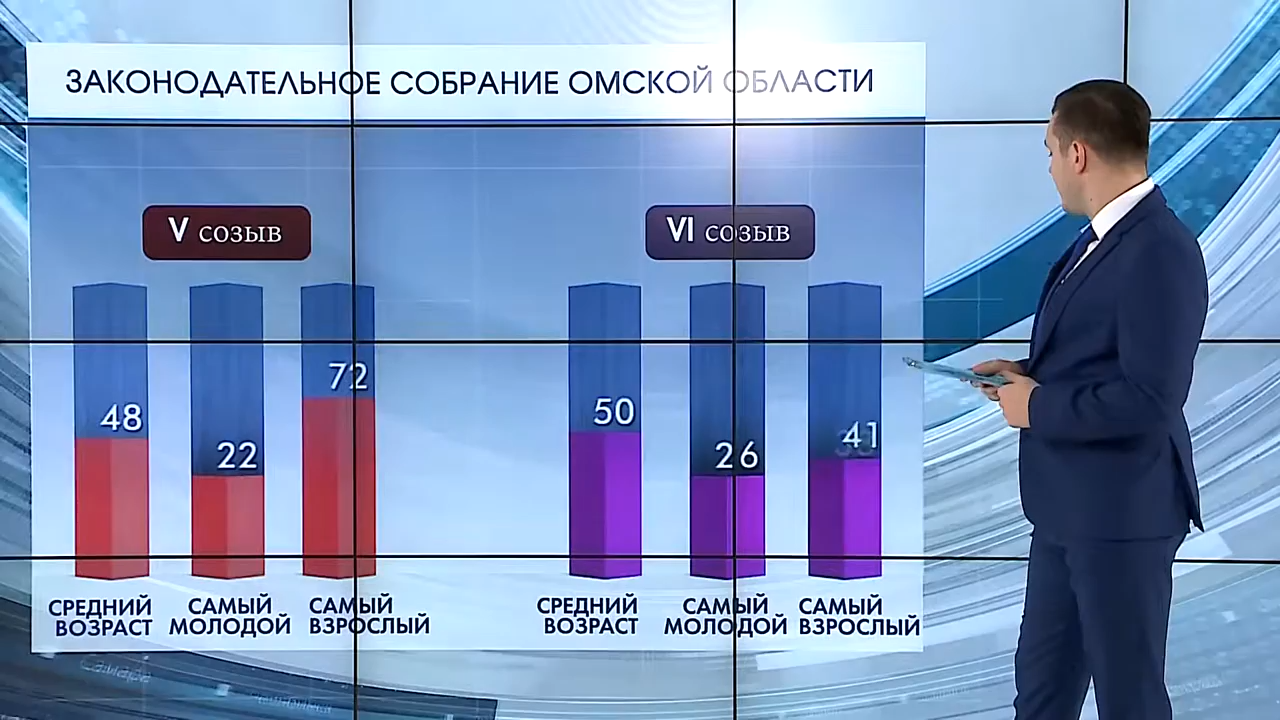 ЗАКОНОДАТЕЛЬНОЕ СОБРАНИЕ ОМСКОЙ ОБЛАСТИ
V созыв
VI созыв
48
22
72
50
26
41
СРЕДНИЙ
ВОЗРАСТ
САМЫЙ
МОЛОДОЙ
САМЫЙ
ВЗРОСЛЫЙ
СРЕДНИЙ
ВОЗРАСТ
САМЫЙ
МОЛОДОЙ
САМЫЙ
ВЗРОСЛЫЙ